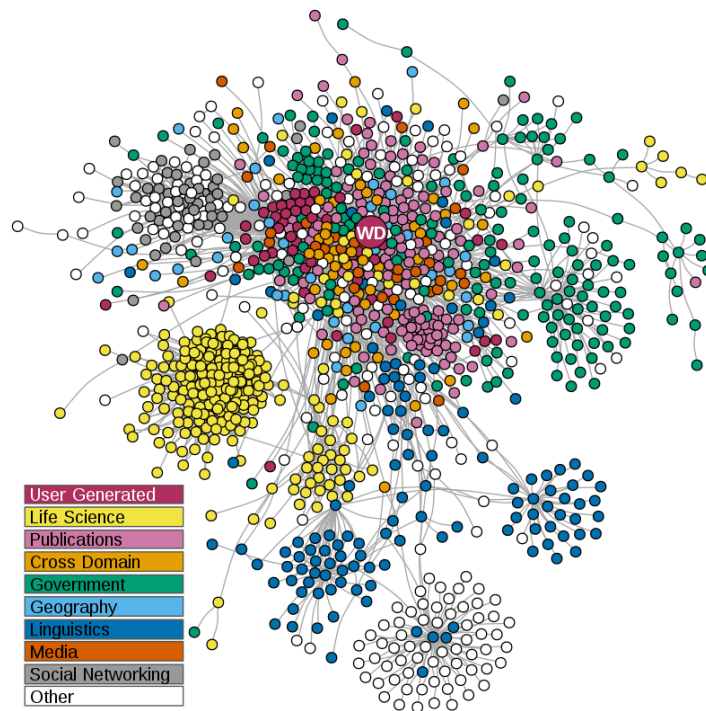 WD
User Generated
Life Science
Publications
Cross Domain
Government
Geography
Linguistics
Media
Social Networking
Other